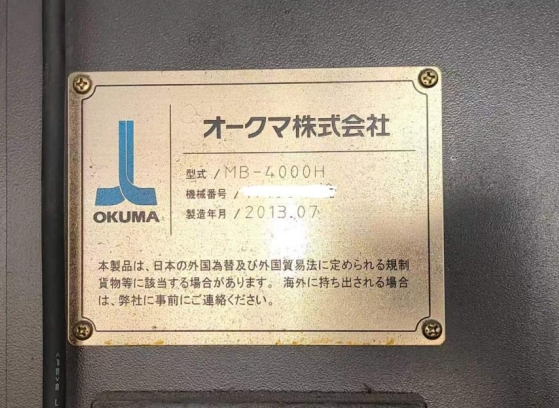 オークマ株式会社
OKUMA
型式 / MB-4000H
機械番号 /
製造年月 / 2013.07
本製品は、日本の外国為替及び外国貿易法に定められる規制
貨物等に該当する場合があります。海外に持ち出される場合
は、弊社に事前にご連絡ください。